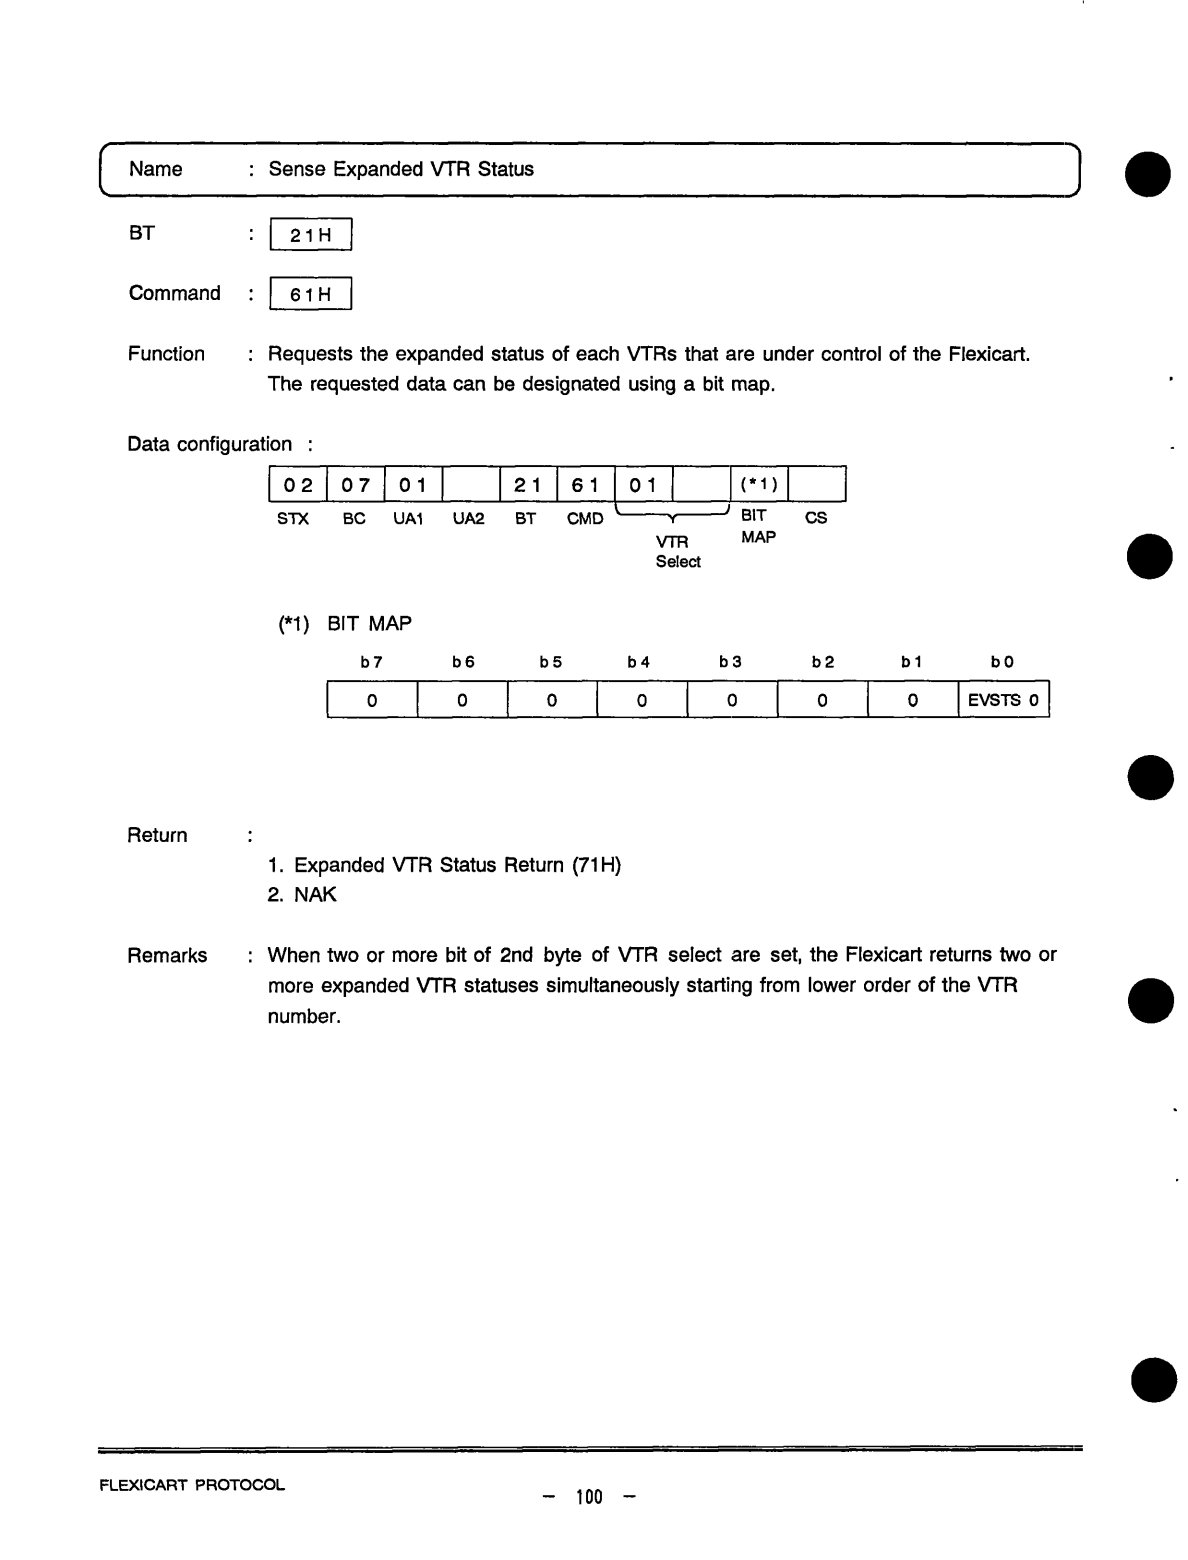 Name : Sense Expanded VTR Status
BT : 21H
Command : 61H
Function : Requests the expanded status of each VTRs that are under control of the Flexicart.
The requested data can be designated using a bit map.
Data configuration :
02 07 01 21 61 01 (*1)
STX BC UA1 UA2 BT CMD BIT CS
VTR MAP
Select
(*1) BIT MAP
b7 b6 b5 b4 b3 b2 b1 b0
0 0 0 0 0 0 0 EVSTS 0
Return :
1. Expanded VTR Status Return (71H)
2. NAK
Remarks : When two or more bit of 2nd byte of VTR select are set, the Flexicart returns two or
more expanded VTR statuses simultaneously starting from lower order of the VTR
number.
FLEXICART PROTOCOL
– 100 –